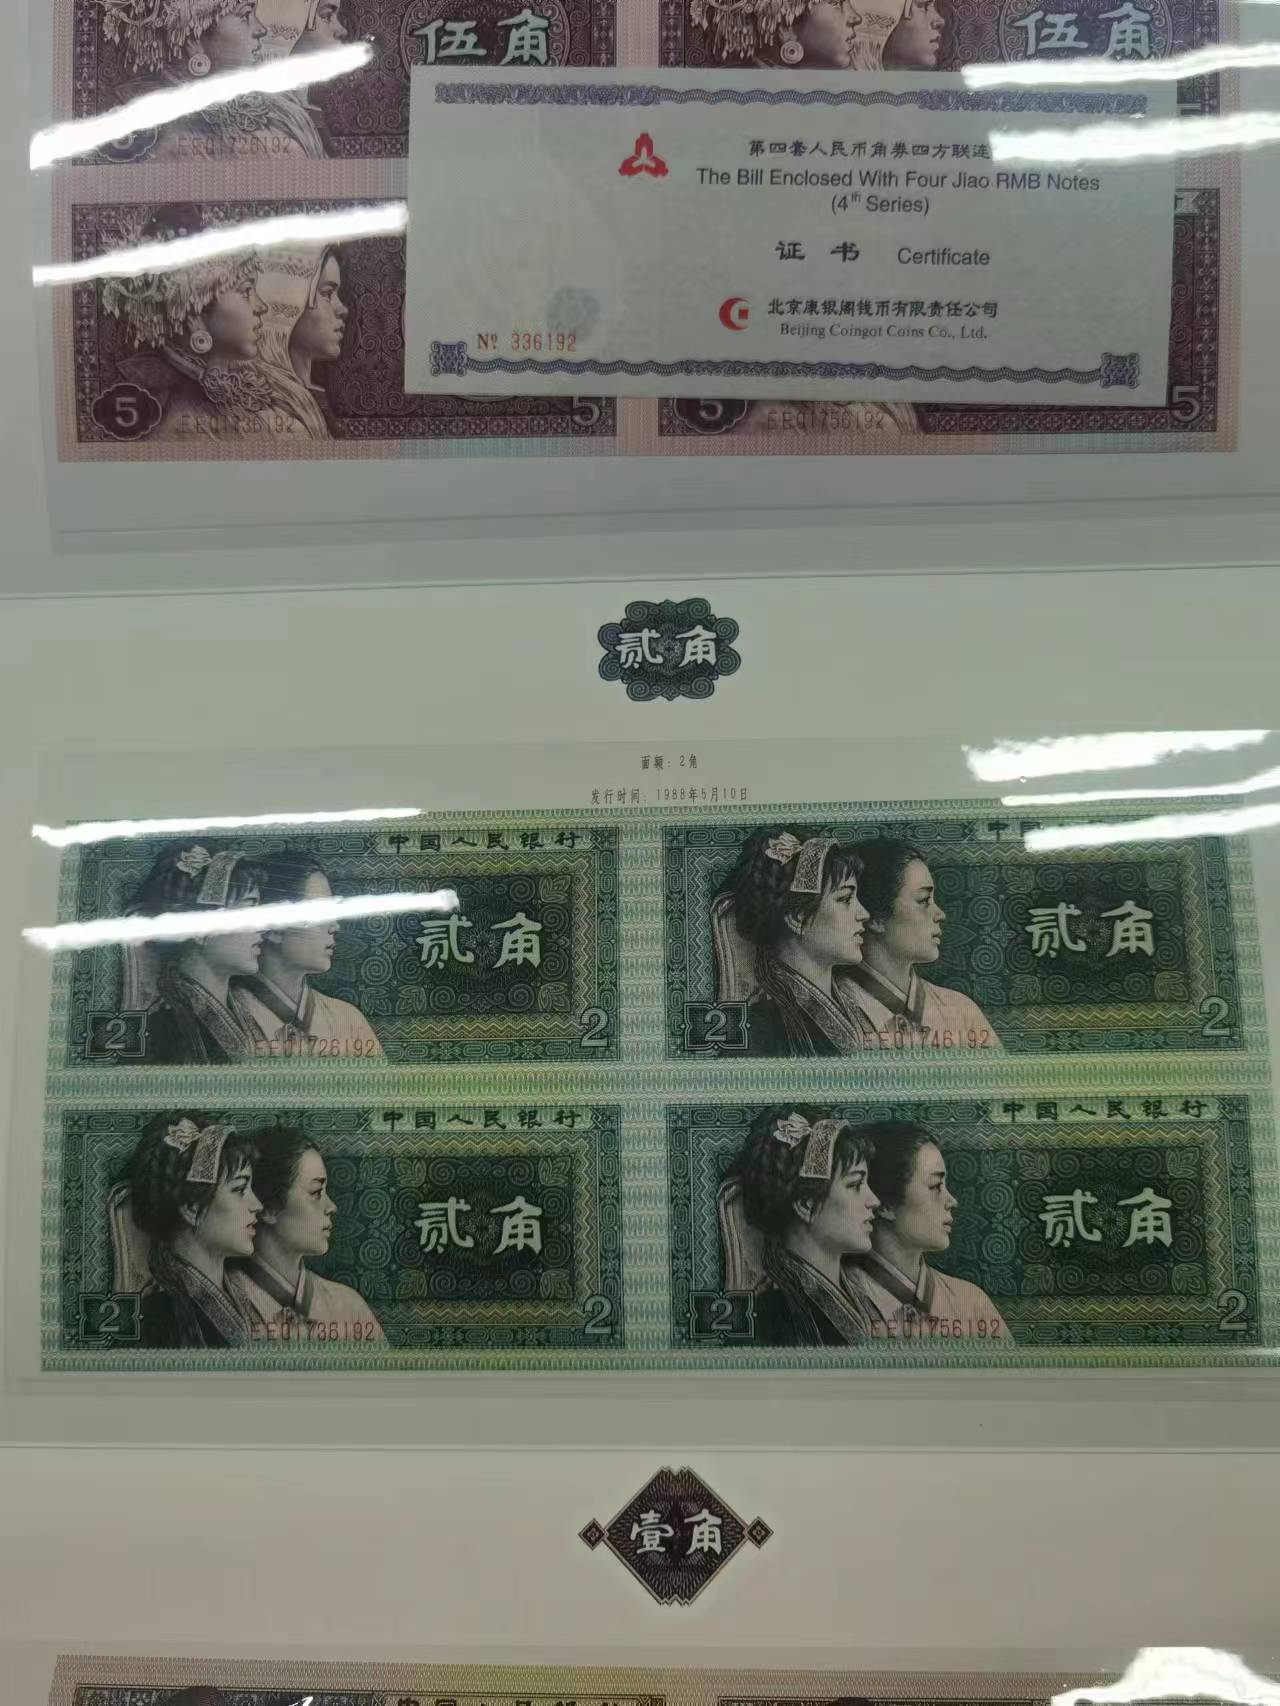 伍角
伍角
EE01726192
第四套人民币角券四方联连
The Bill Enclosed With Four Jiao RMB Notes
(4th Series)
证书 Certificate
北京康银阁钱币有限责任公司
Beijing Coingot Coins Co., Ltd.
Nº 336192
5
EE01736192
5
5
EE01756192
5
贰角
面额：2角
发行时间：1988年5月10日
中国人民银行
贰角
2
EE01726192
2
中国
贰角
2
EE01746192
2
中国人民银行
贰角
2
EE01736192
2
中国人民银行
贰角
2
EE01756192
2
壹角